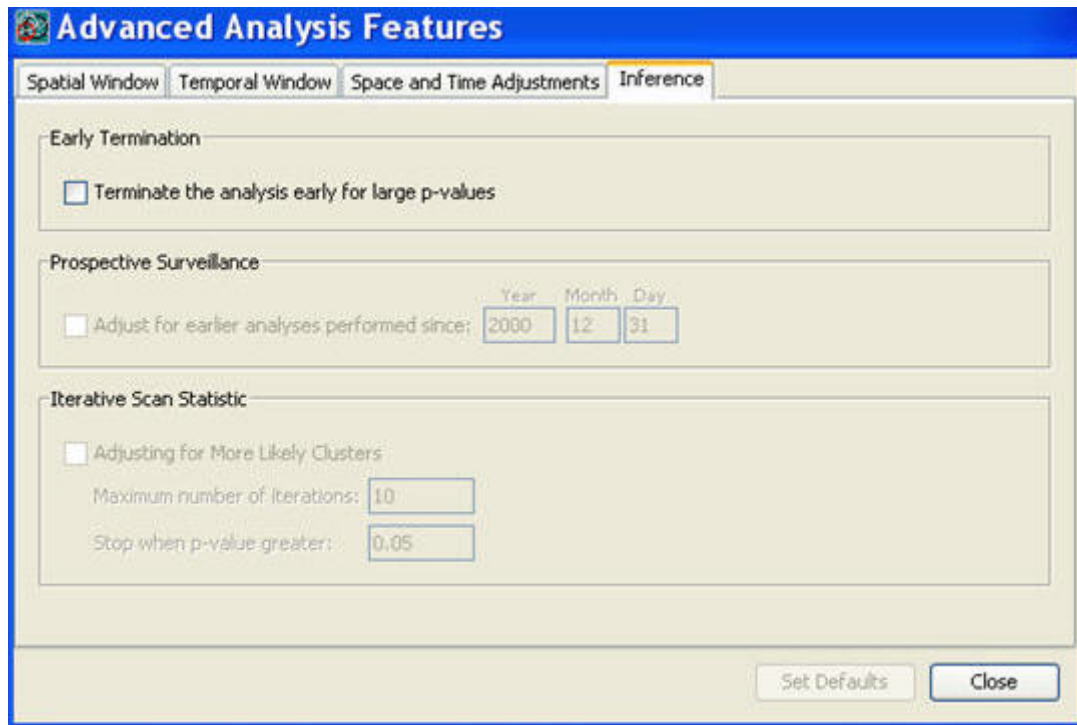 Advanced Analysis Features
Spatial Window Temporal Window Space and Time Adjustments Inference
Early Termination
Terminate the analysis early for large p-values
Prospective Surveillance
Year Month Day
Adjust for earlier analyses performed since: 2000 12 31
Iterative Scan Statistic
Adjusting for More Likely Clusters
Maximum number of iterations: 10
Stop when p-value greater: 0.05
Set Defaults Close